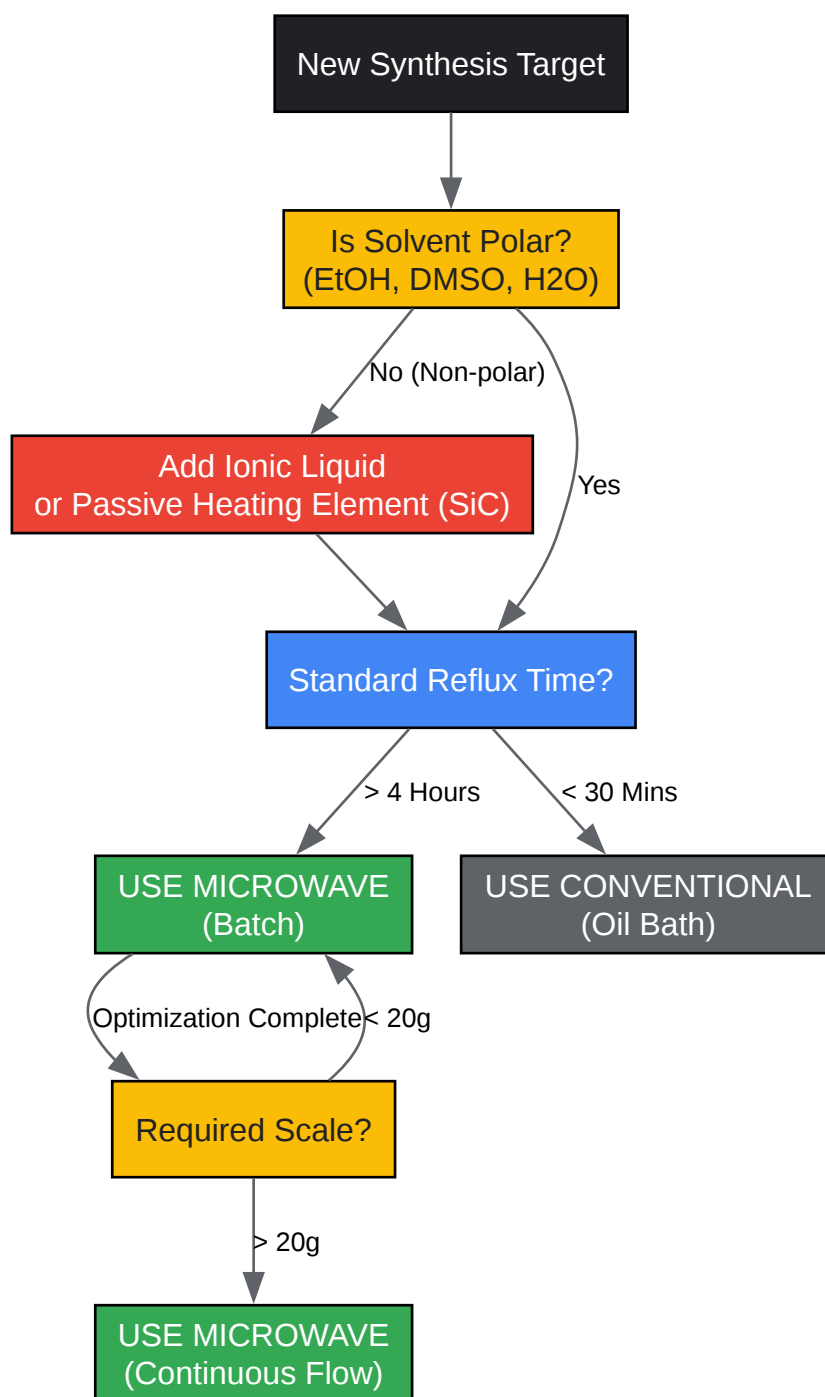 New Synthesis Target
Is Solvent Polar?
(EtOH, DMSO, H2O)
No (Non-polar)
Add Ionic Liquid
or Passive Heating Element (SiC)
Yes
Standard Reflux Time?
> 4 Hours
< 30 Mins
USE MICROWAVE
(Batch)
USE CONVENTIONAL
(Oil Bath)
Optimization Complete
< 20g
Required Scale?
> 20g
USE MICROWAVE
(Continuous Flow)